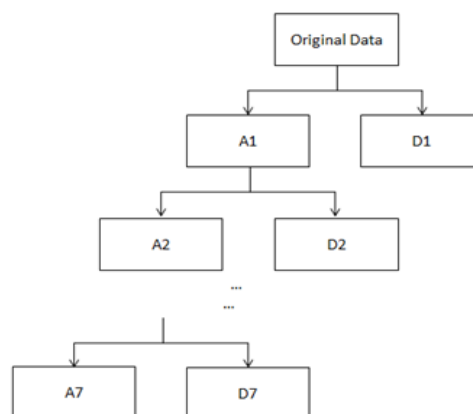 Original Data
A1
D1
A2
D2
...
...
A7
D7